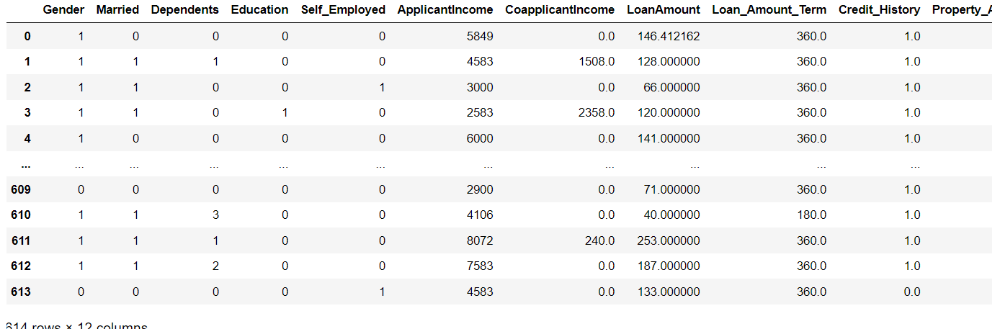 Gender Married Dependents Education Self_Employed ApplicantIncome CoapplicantIncome LoanAmount Loan_Amount_Term Credit_History Property_A
0 1 0 0 0 0 5849 0.0 146.412162 360.0 1.0
1 1 1 1 0 0 4583 1508.0 128.000000 360.0 1.0
2 1 1 0 0 1 3000 0.0 66.000000 360.0 1.0
3 1 1 0 1 0 2583 2358.0 120.000000 360.0 1.0
4 1 0 0 0 0 6000 0.0 141.000000 360.0 1.0
... ... ... ... ... ... ... ... ... ... ...
609 0 0 0 0 0 2900 0.0 71.000000 360.0 1.0
610 1 1 3 0 0 4106 0.0 40.000000 180.0 1.0
611 1 1 1 0 0 8072 240.0 253.000000 360.0 1.0
612 1 1 2 0 0 7583 0.0 187.000000 360.0 1.0
613 0 0 0 0 1 4583 0.0 133.000000 360.0 0.0
614 rows × 12 columns